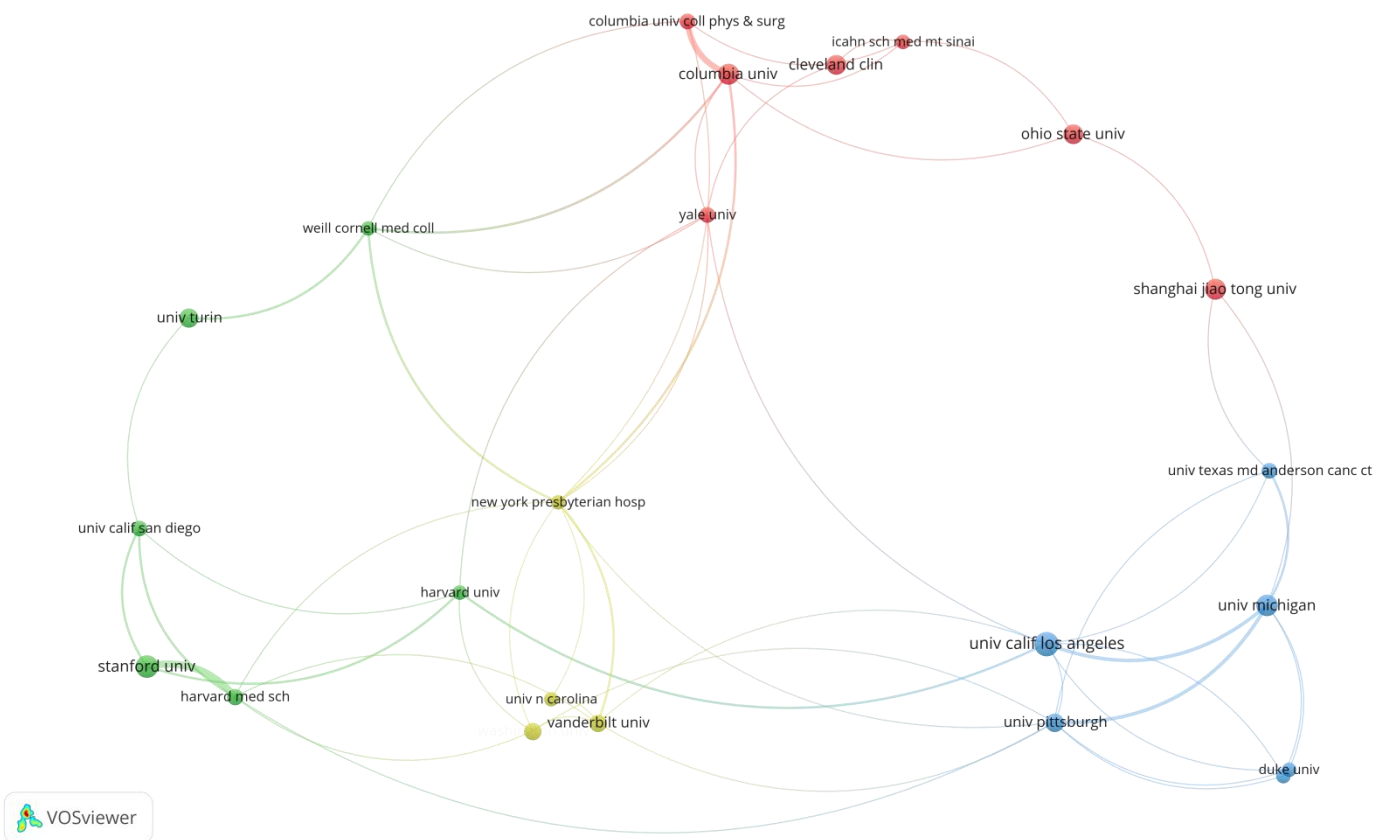 columbia univ coll phys & surg
icahn sch med mt sinai
cleveland clin
columbia univ
ohio state univ
yale univ
weill cornell med coll
shanghai jiao tong univ
univ turin
univ texas md anderson canc ct
new york presbyterian hosp
univ calif san diego
harvard univ
univ michigan
univ calif los angeles
stanford univ
harvard med sch
univ n carolina
vanderbilt univ
univ pittsburgh
duke univ
VOSviewer